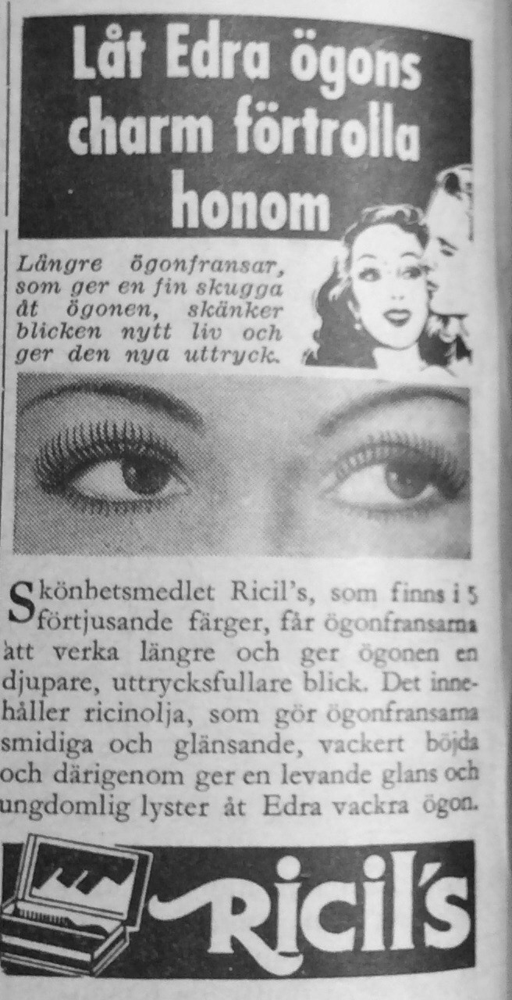 Låt Edra ögons
charm förtrolla
honom
Längre ögonfransar,
som ger en fin skugga
åt ögonen, skänker
blicken nytt liv och
ger den nya uttryck.
Skönhetsmedlet Ricil's, som finns i 5
förtjusande färger, får ögonfransarna
att verka längre och ger ögonen en
djupare, uttrycksfullare blick. Det inne-
håller ricinolja, som gör ögonfransarna
smidiga och glänsande, vackert böjda
och därigenom ger en levande glans och
ungdomlig lyster åt Edra vackra ögon.
Ricil's